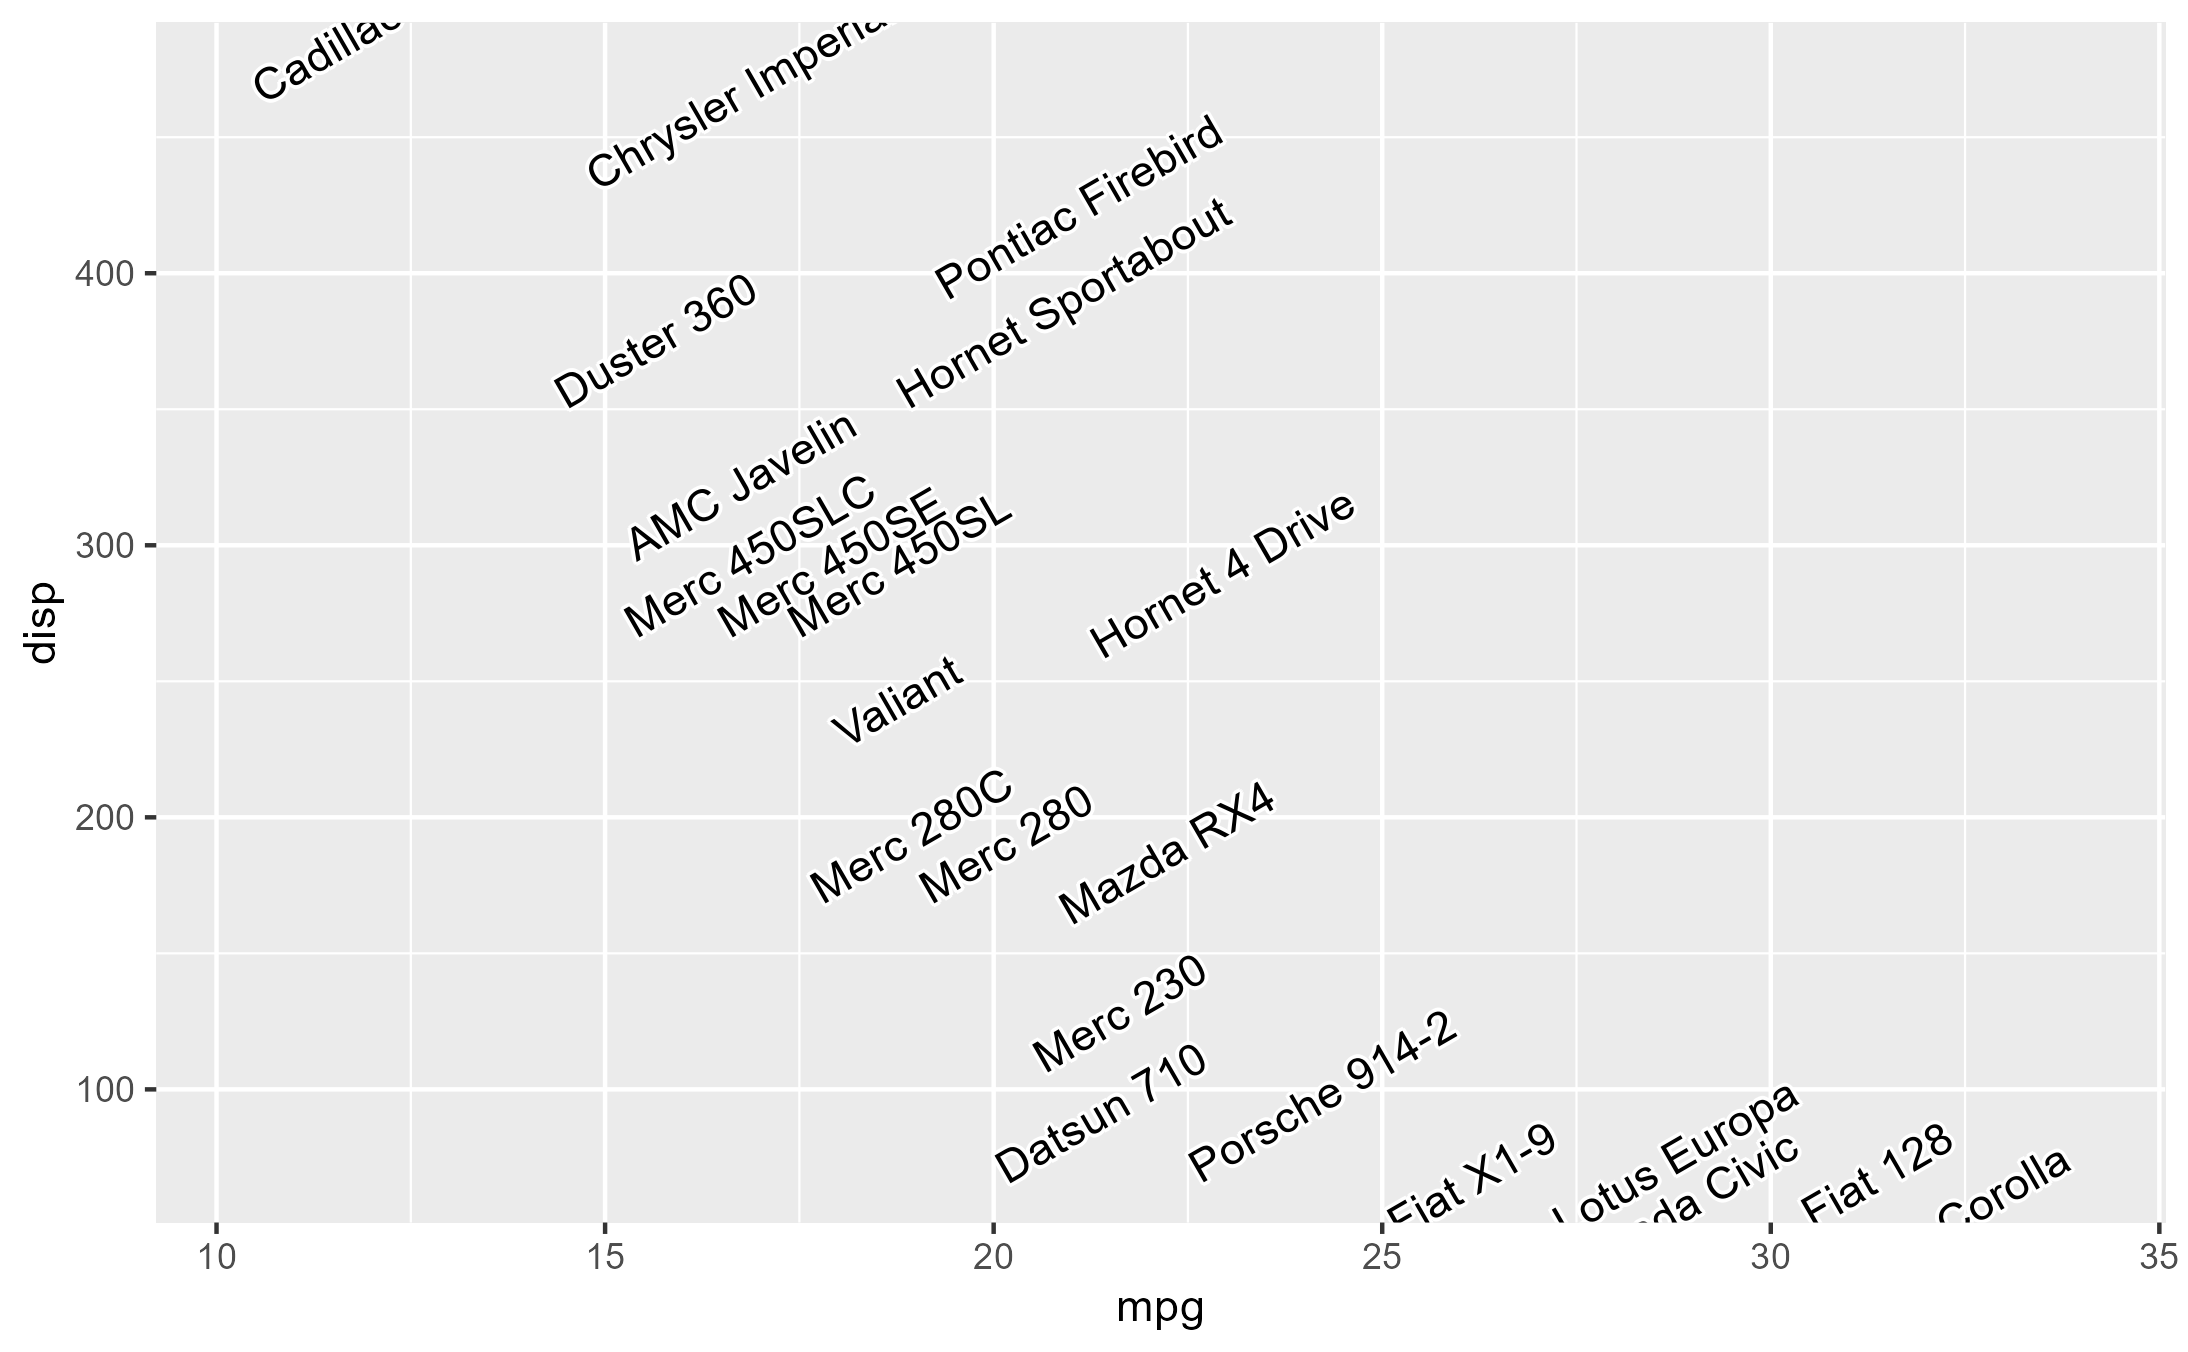 Cadillac
Chrysler Imperia
Pontiac Firebird
Hornet Sportabout
400
Duster 360
AMC Javelin
Merc 450SLC
Merc 450SE
Merc 450SL
Hornet 4 Drive
300
disp
Valiant
200
Merc 280C
Merc 280
Mazda RX4
Merc 230
Datsun 710
Porsche 914-2
100
Fiat X1-9
Lotus Europa
da Civic
Fiat 128
Corolla
10 15 20 25 30 35
mpg